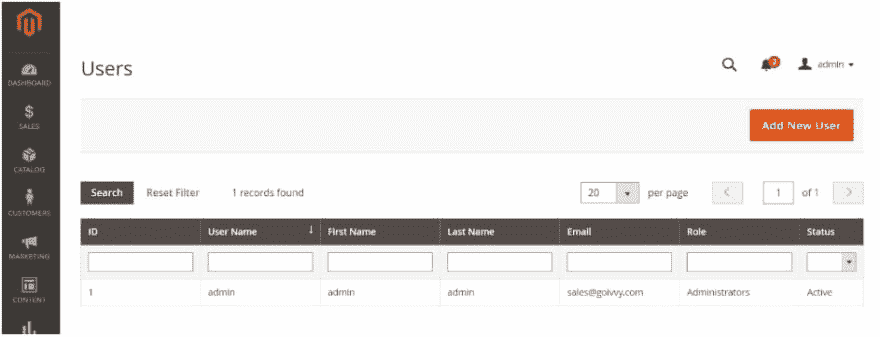 Users
admin
DASHBOARD
SALES
CATALOG
CUSTOMERS
MARKETING
CONTENT
Add New User
Search Reset Filter 1 records found 20 per page 1 of 1
ID User Name First Name Last Name Email Role Status
1 admin admin admin sales@goivvy.com Administrators Active